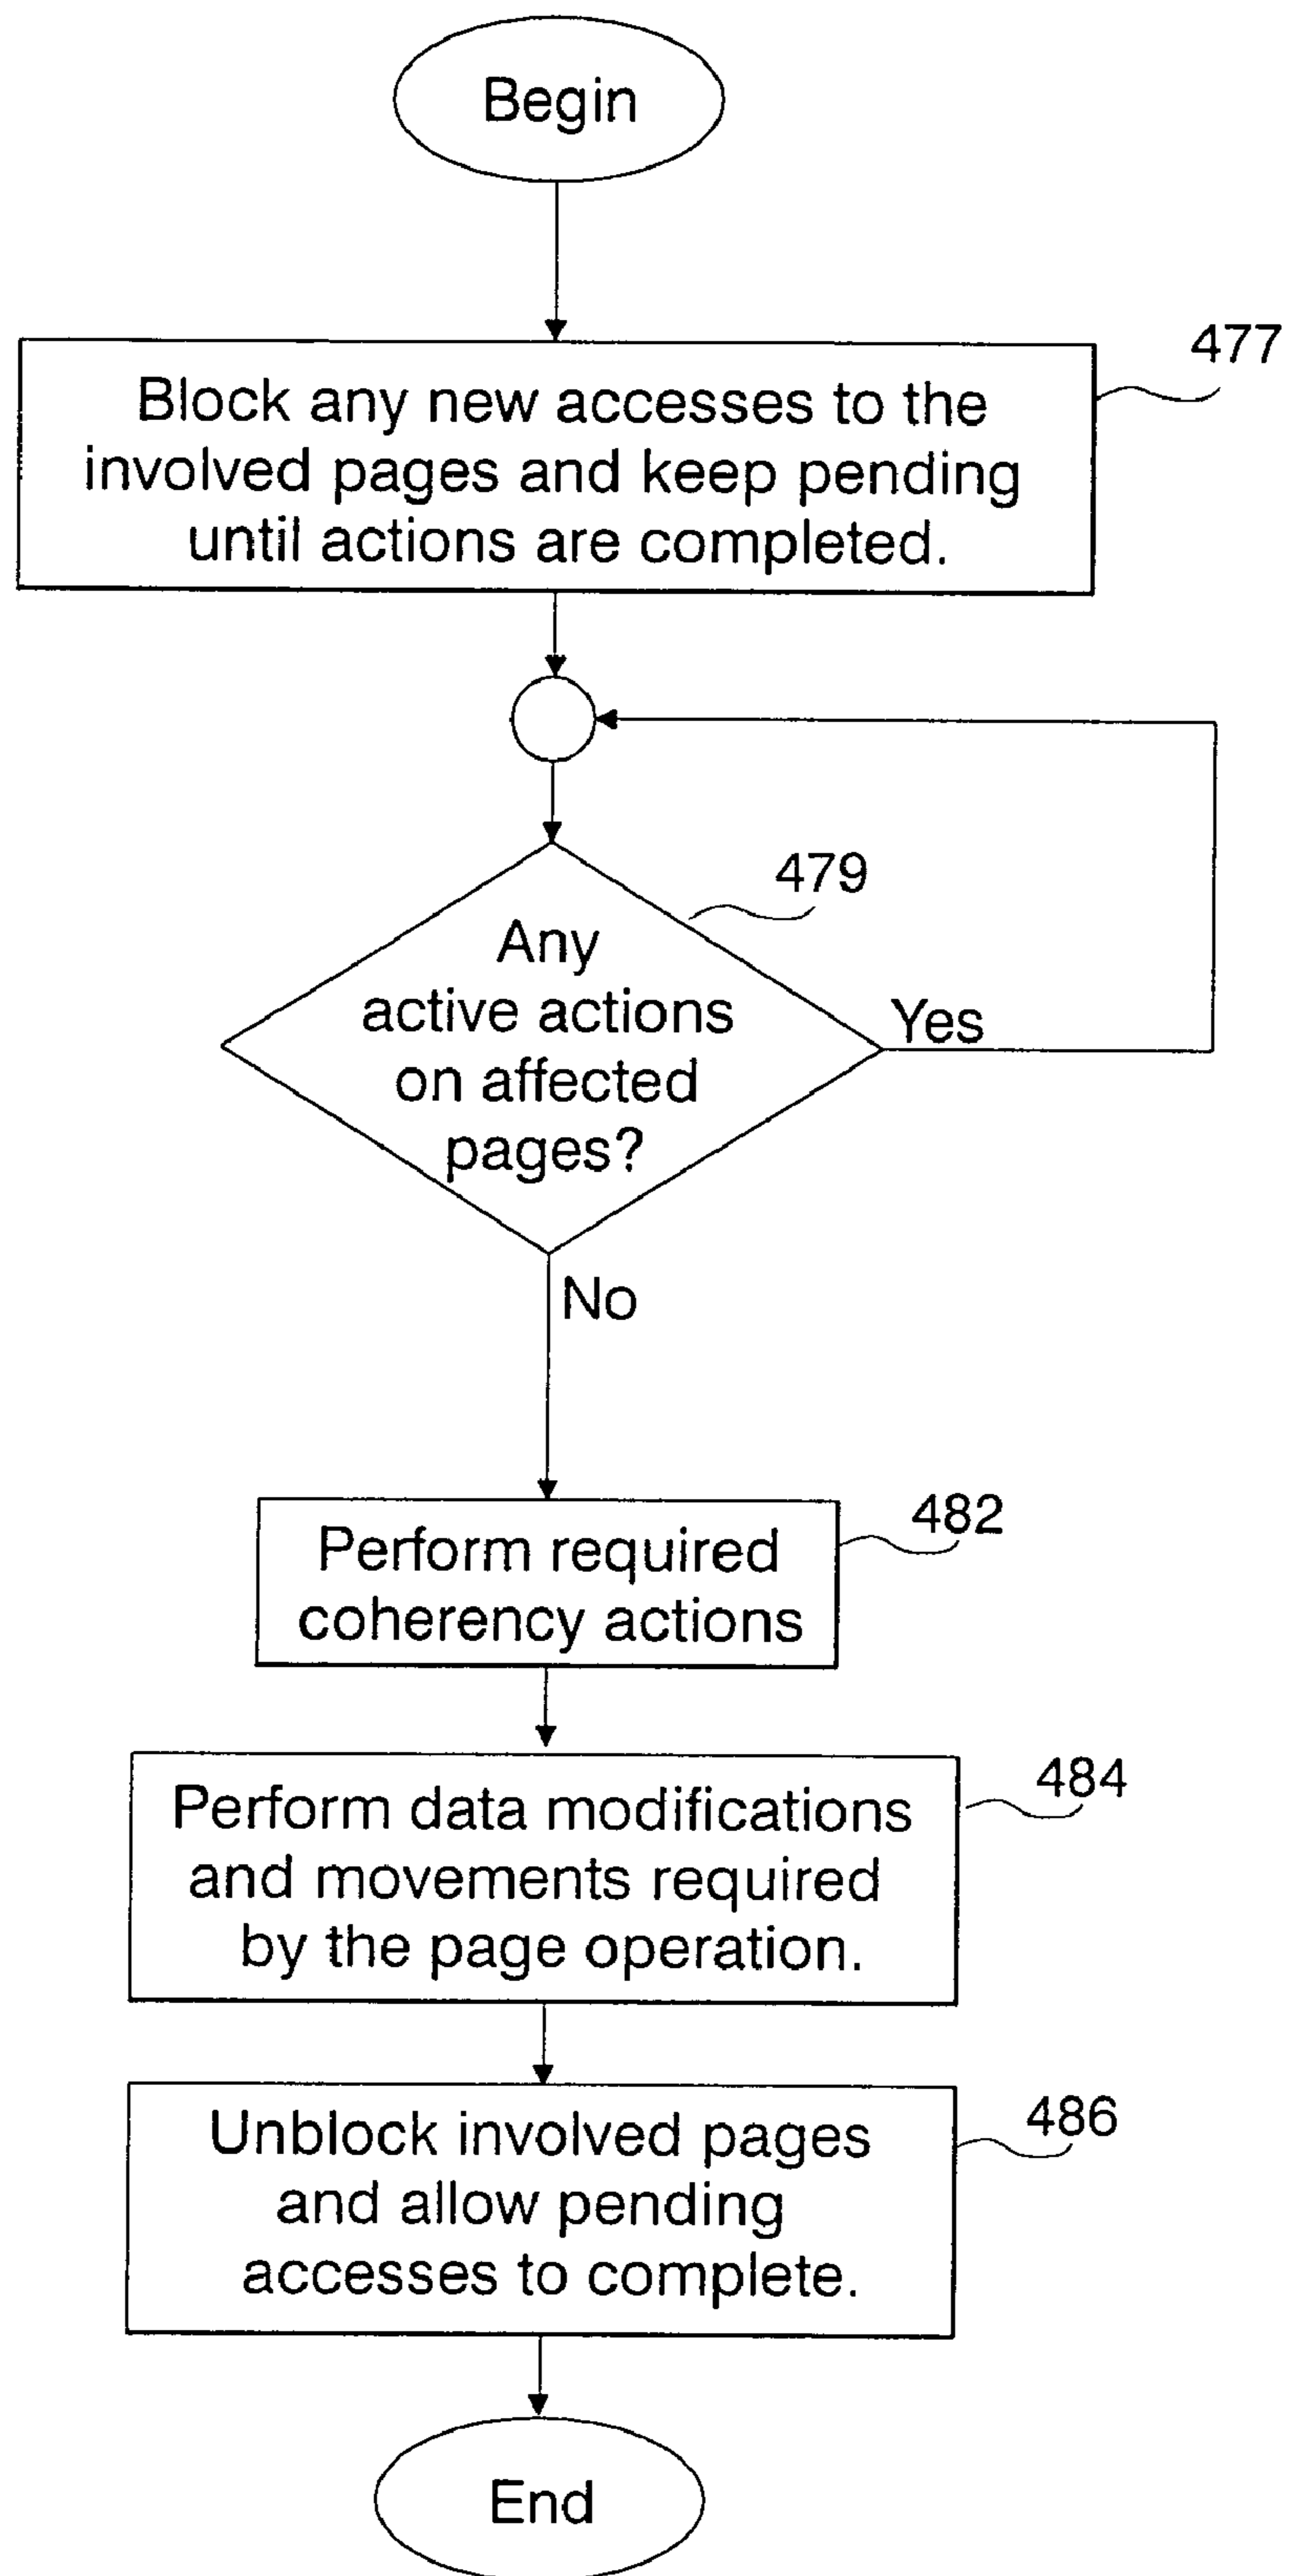 Begin
477
Block any new accesses to the
involved pages and keep pending
until actions are completed.
479
Any
active actions
on affected
pages?
Yes
No
482
Perform required
coherency actions
484
Perform data modifications
and movements required
by the page operation.
486
Unblock involved pages
and allow pending
accesses to complete.
End